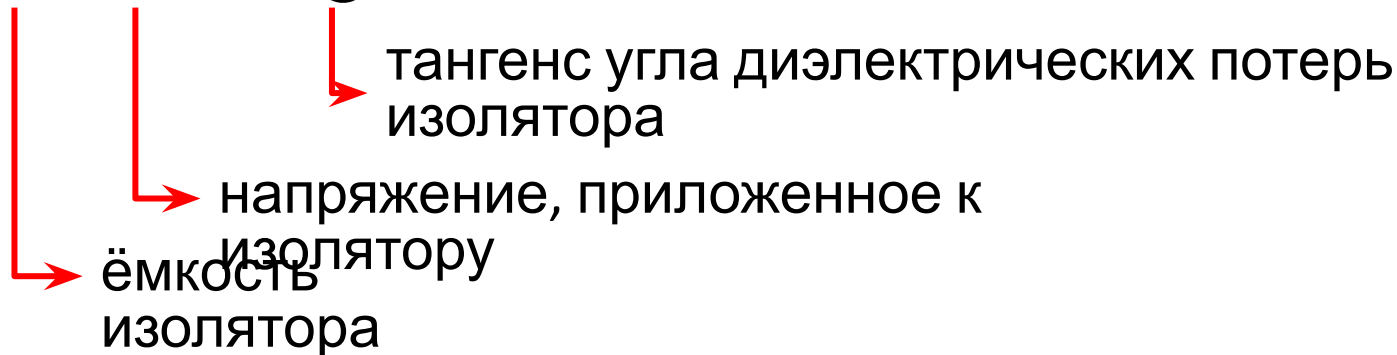 тангенс угла диэлектрических потерь
изолятора
напряжение, приложенное к
изолятору
ёмкость
изолятора